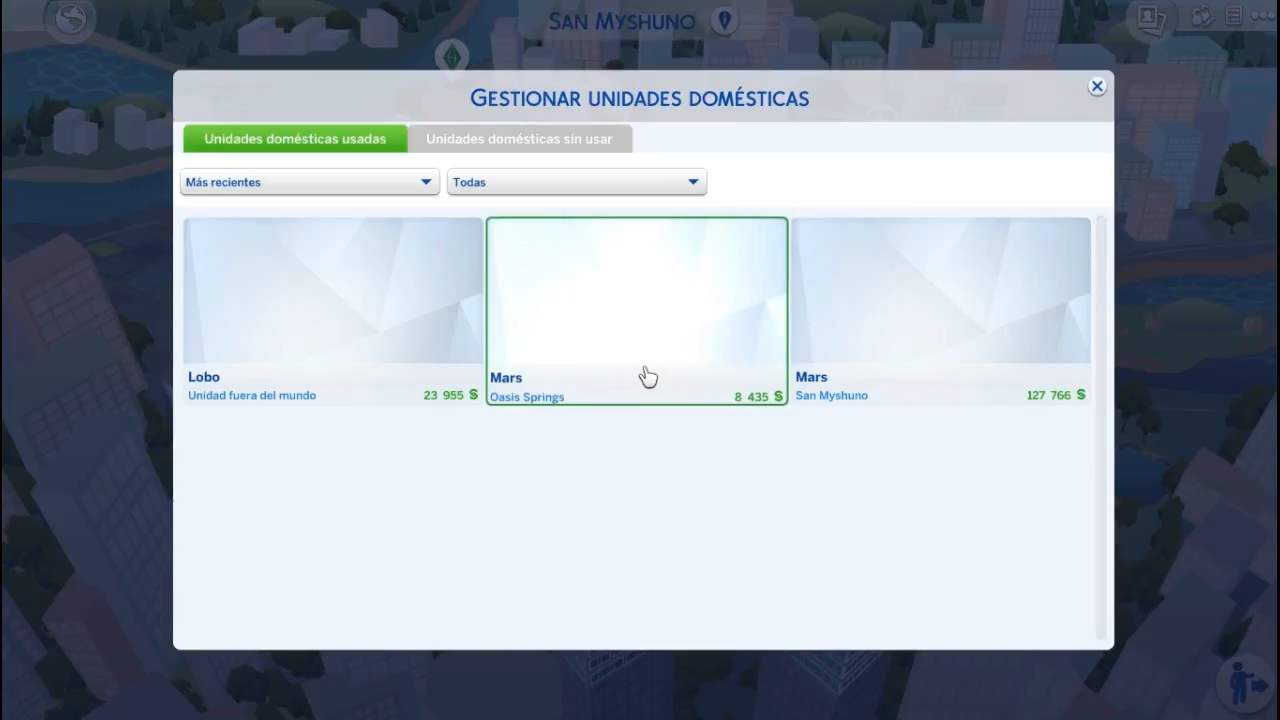 San Myshuno
Gestionar unidades domésticas
Unidades domésticas usadas
Unidades domésticas sin usar
Más recientes
Todas
Lobo
Unidad fuera del mundo
23 955 $
Mars
Oasis Springs
8 435 $
Mars
San Myshuno
127 766 $